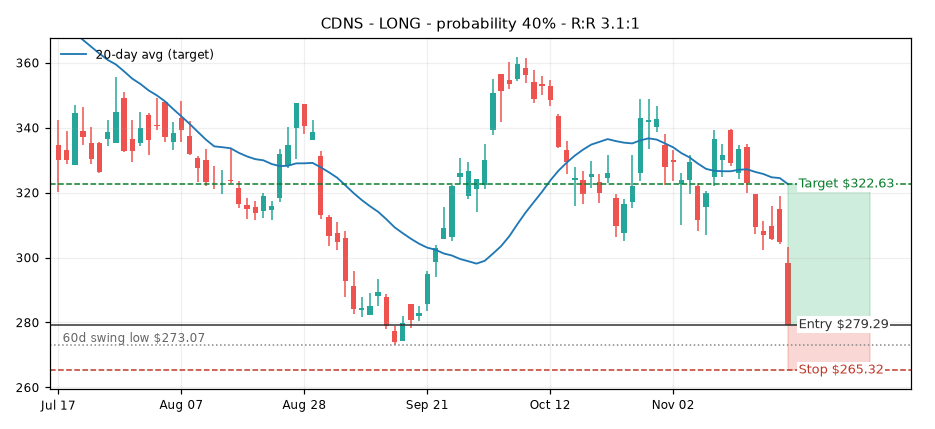 CDNS - LONG - probability 40% - R:R 3.1:1
20-day avg (target)
360
340
320
300
280
260
Target $322.63
Entry $279.29
60d swing low $273.07
Stop $265.32
Jul 17
Aug 07
Aug 28
Sep 21
Oct 12
Nov 02